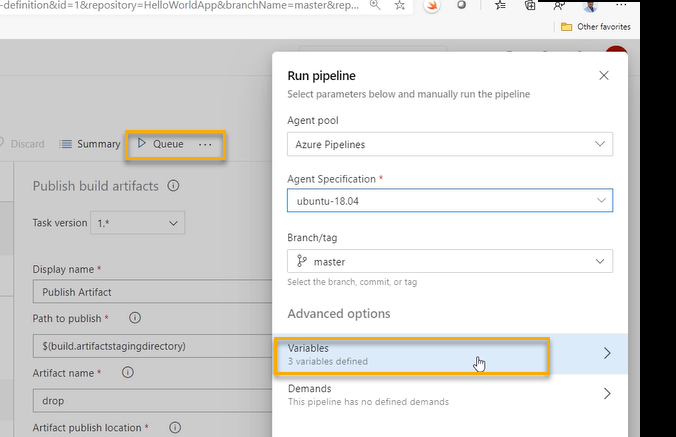 -definition&id=1&repository=HelloWorldApp&branchName=master&rep...
Other favorites
Discard
Summary
Queue
...
Publish build artifacts
Task version
1.*
Display name *
Publish Artifact
Path to publish *
$(build.artifactstagingdirectory)
Artifact name *
drop
Artifact publish location *
Run pipeline
Select parameters below and manually run the pipeline
Agent pool
Azure Pipelines
Agent Specification *
ubuntu-18.04
Branch/tag
master
Select the branch, commit, or tag
Advanced options
Variables
3 variables defined
Demands
This pipeline has no defined demands